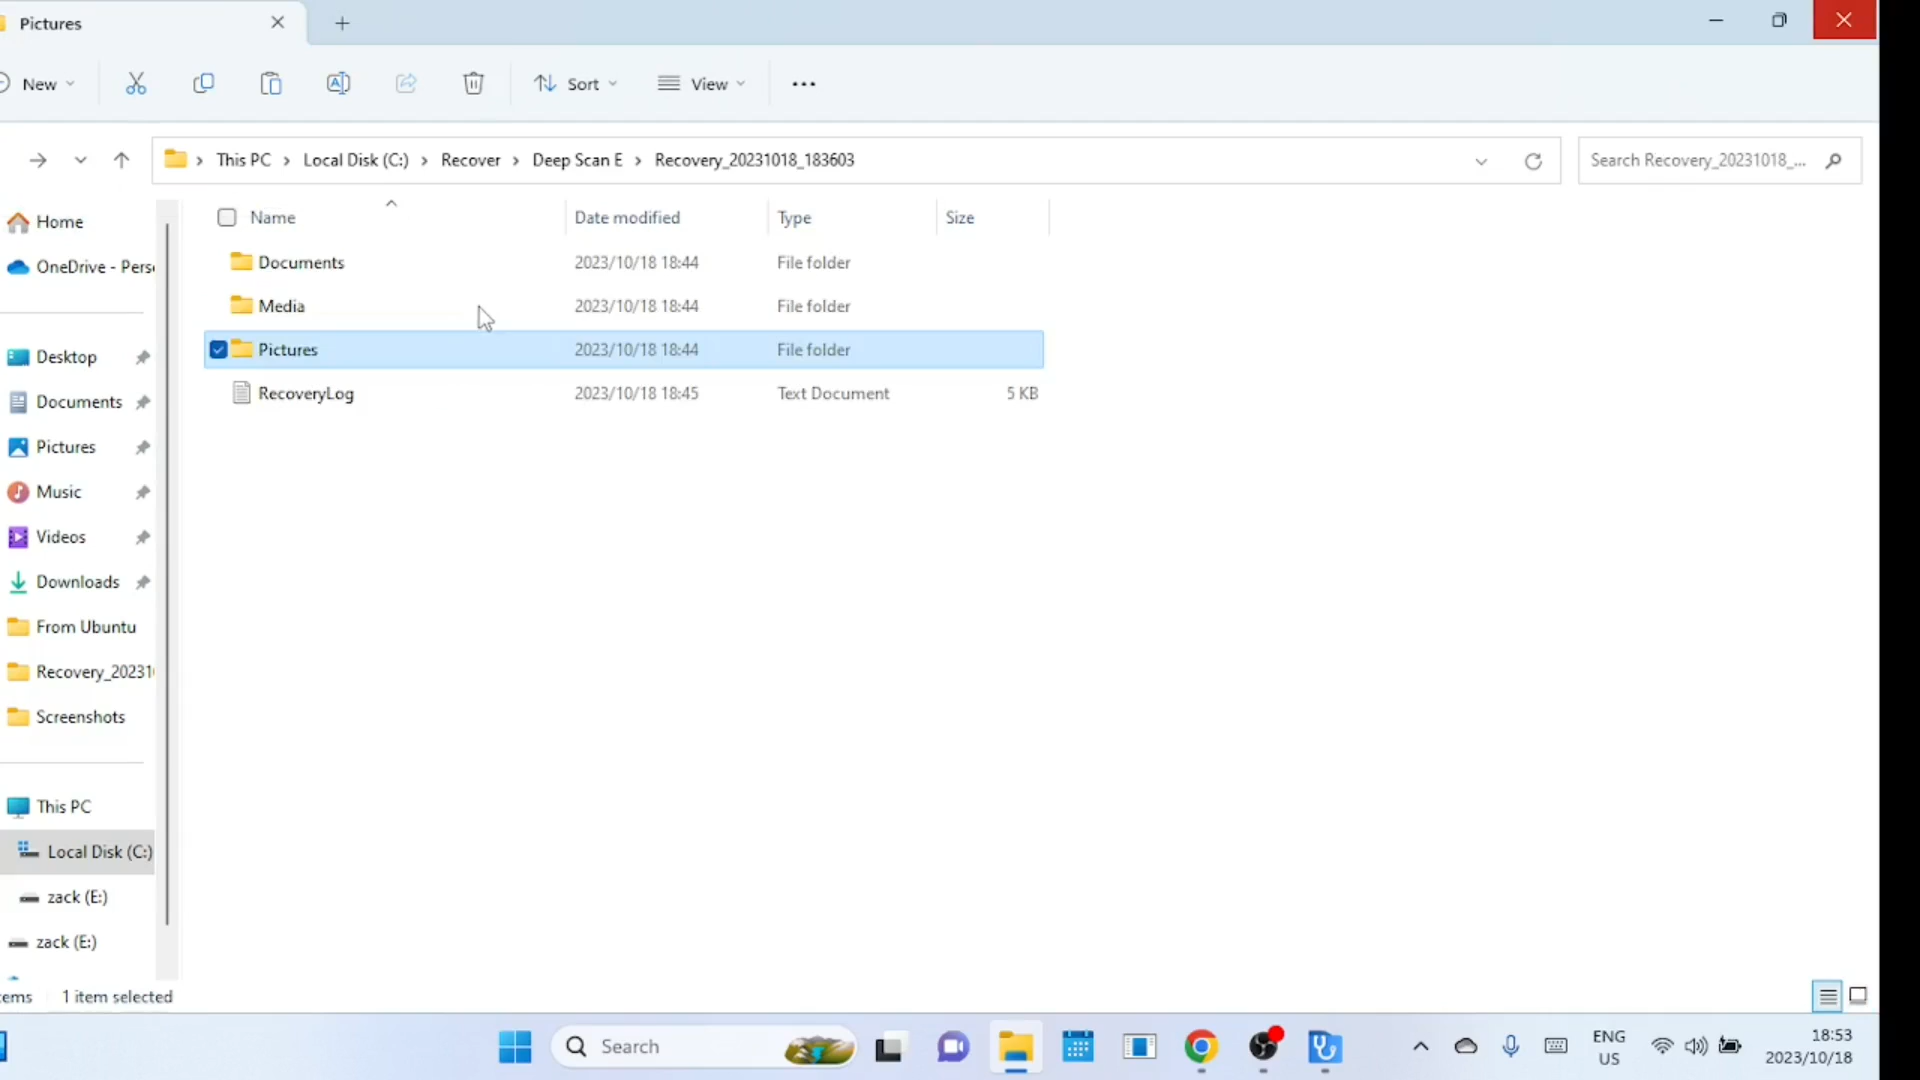 Pictures
New
Sort
View
This PC > Local Disk (C:) > Recover > Deep Scan E > Recovery_20231018_183603
Search Recovery_20231018_...
Home
OneDrive - Pers
Desktop
Documents
Pictures
Music
Videos
Downloads
From Ubuntu
Recovery_20231
Screenshots
This PC
Local Disk (C:)
zack (E:)
zack (E:)
Name Date modified Type Size
Documents 2023/10/18 18:44 File folder
Media 2023/10/18 18:44 File folder
Pictures 2023/10/18 18:44 File folder
RecoveryLog 2023/10/18 18:45 Text Document 5 KB
ems 1 item selected
Search
ENG
US
18:53
2023/10/18